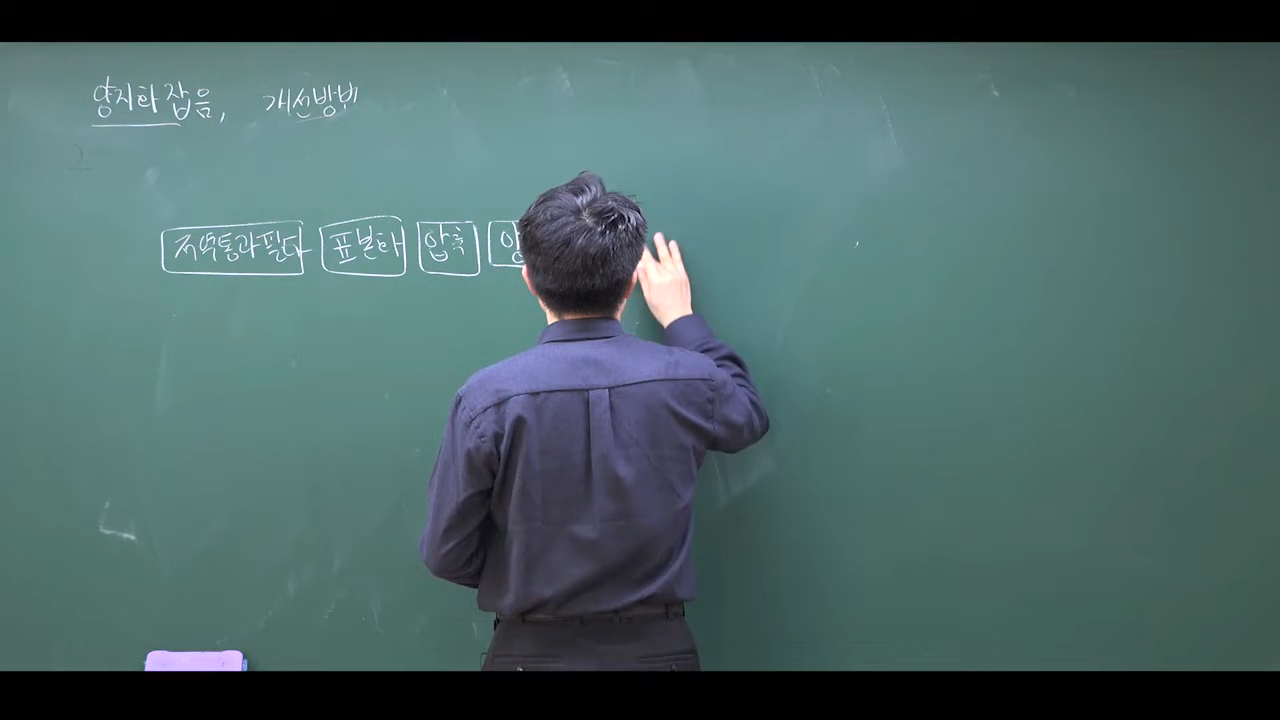 양자화 잡음, 개선방법
저역통과필터 표본화 압축 양